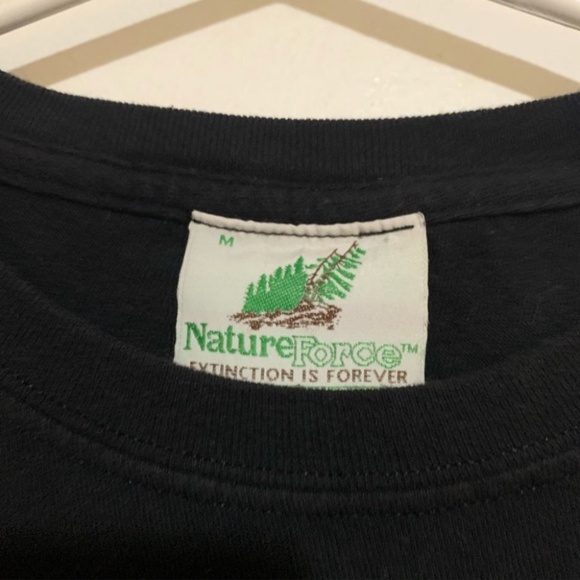 M
NatureForce™
EXTINCTION IS FOREVER